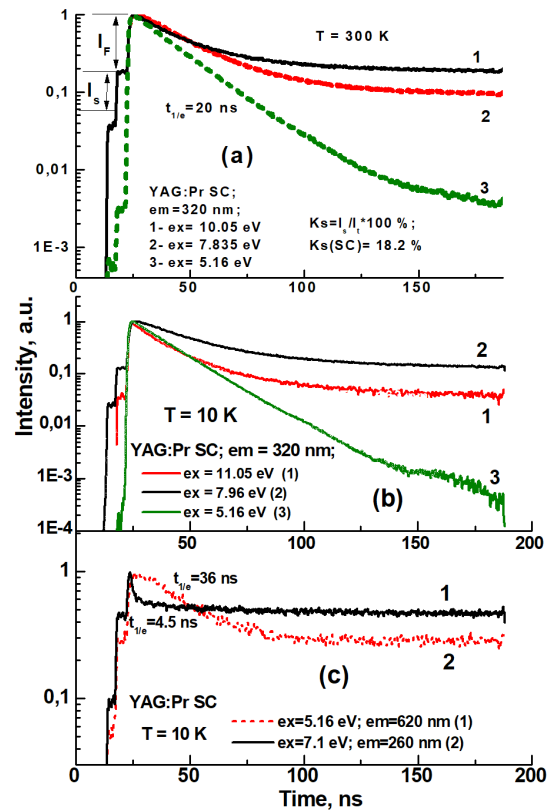 1
0,1
0,01
1E-3
I_F
I_s
T = 300 K
1
2
3
t_1/e = 20 ns
(a)
YAG:Pr SC;
em=320 nm;
1- ex= 10.05 eV
2- ex= 7.835 eV
3- ex= 5.16 eV
Ks=I_s/I_t*100 %;
Ks(SC)= 18.2 %
0 50 100 150 200
Intensity, a.u.
1
0,1
0,01
1E-3
1E-4
2
1
3
T = 10 K
YAG:Pr SC; em = 320 nm;
ex = 11.05 eV (1)
ex = 7.96 eV (2)
ex = 5.16 eV (3)
(b)
0 50 100 150 200
1
0,1
t_1/e=36 ns
t_1/e=4.5 ns
1
2
(c)
YAG:Pr SC
T = 10 K
ex=5.16 eV; em=620 nm (1)
ex=7.1 eV; em=260 nm (2)
0 50 100 150 200
Time, ns